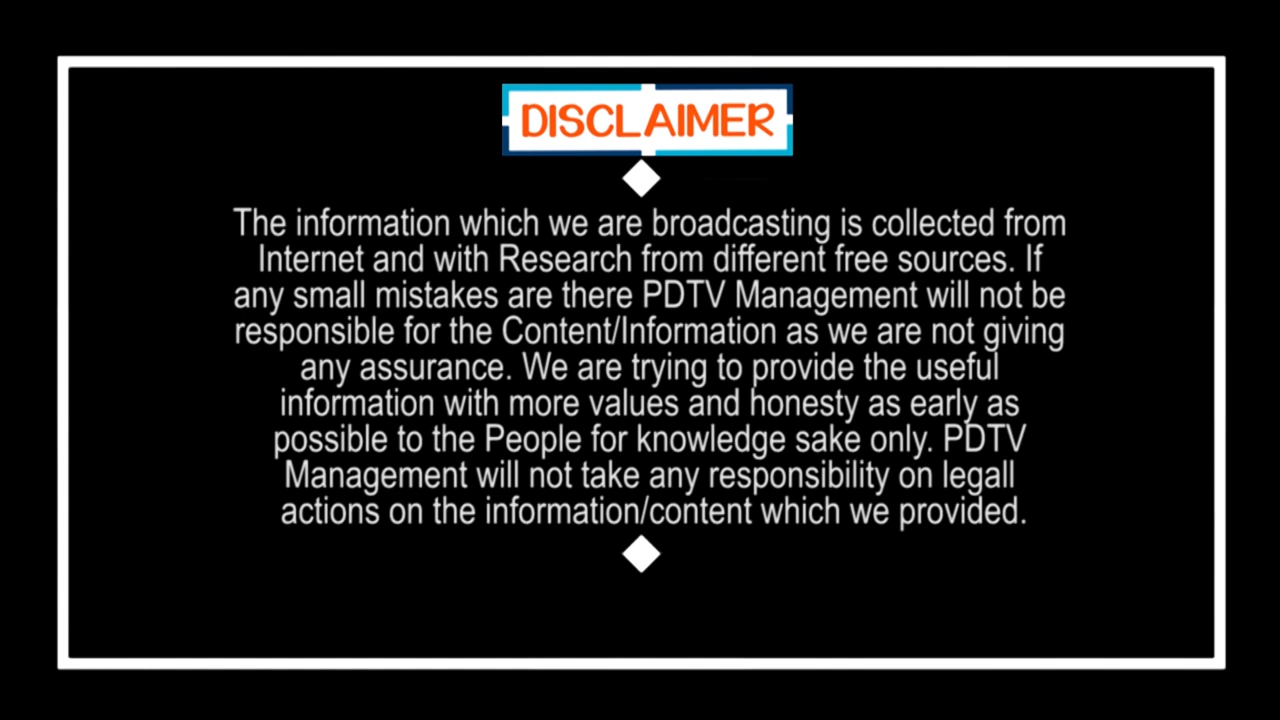 DISCLAIMER
The information which we are broadcasting is collected from
Internet and with Research from different free sources. If
any small mistakes are there PDTV Management will not be
responsible for the Content/Information as we are not giving
any assurance. We are trying to provide the useful
information with more values and honesty as early as
possible to the People for knowledge sake only. PDTV
Management will not take any responsibility on legall
actions on the information/content which we provided.